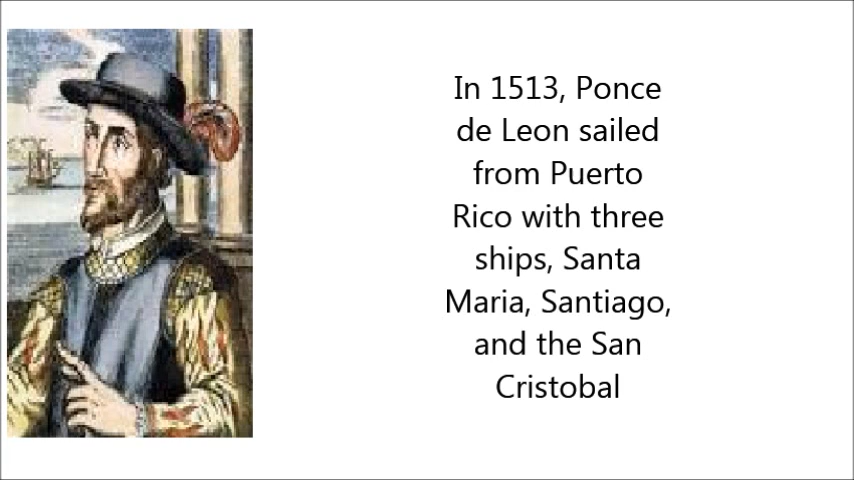 In 1513, Ponce
de Leon sailed
from Puerto
Rico with three
ships, Santa
Maria, Santiago,
and the San
Cristobal